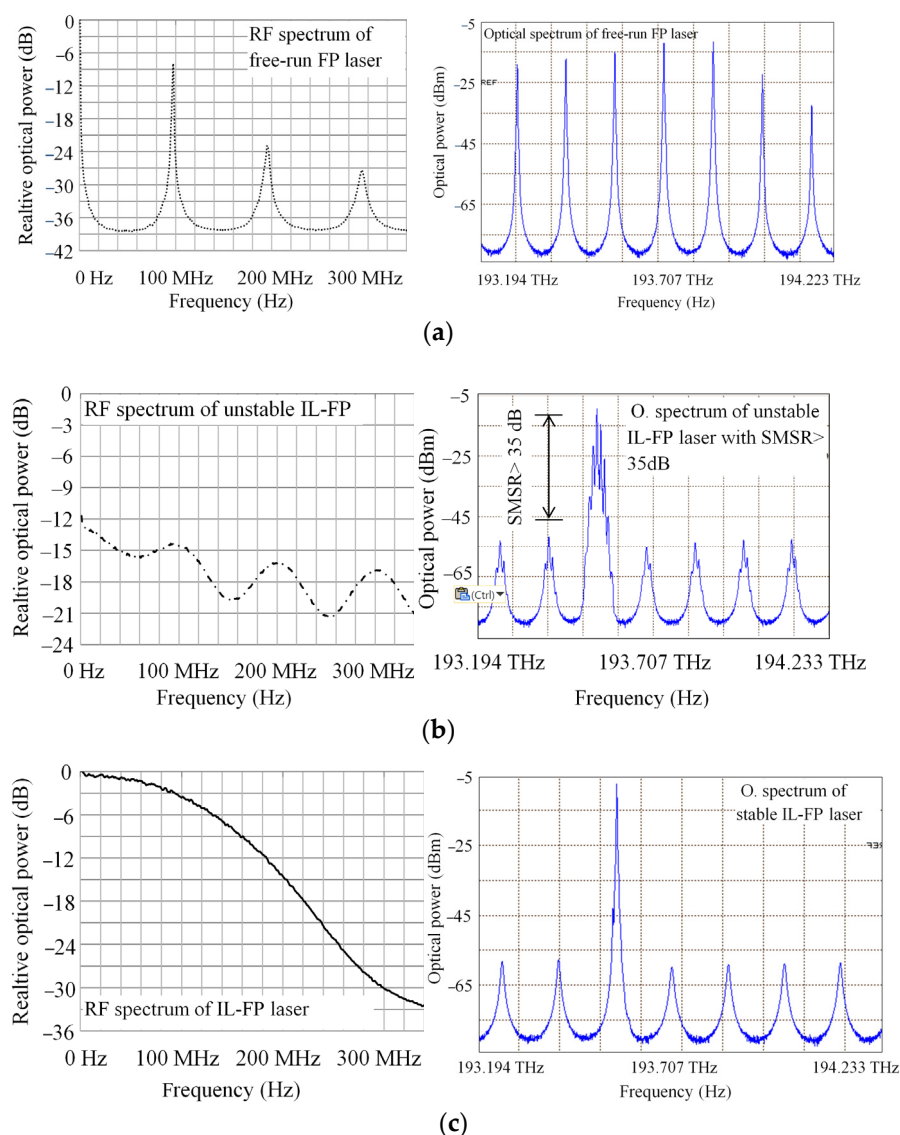 0
−6
−12
−18
−24
−30
−36
−42
Realtive optical power (dB)
RF spectrum of
free-run FP laser
0 Hz 100 MHz 200 MHz 300 MHz
Frequency (Hz)
−5
−25
−65
Optical power (dBm)
Optical spectrum of free-run FP laser
REF
193.194 THz 193.707 THz 194.223 THz
Frequency (Hz)
(a)
0
−3
−6
−9
−12
−15
−18
−21
−24
Realtive optical power (dB)
RF spectrum of unstable IL-FP
0 Hz 100 MHz 200 MHz 300 MHz
Frequency (Hz)
−5
−25
−45
−65
Optical power (dBm)
SMSR> 35 dB
O. spectrum of unstable
IL-FP laser with SMSR>
35dB
(Ctrl)
193.194 THz 193.707 THz 194.233 THz
Frequency (Hz)
(b)
0
−6
−12
−18
−24
−30
−36
Realtive optical power (dB)
RF spectrum of IL-FP laser
0 Hz 100 MHz 200 MHz 300 MHz
Frequency (Hz)
−5
−25
−45
−65
Optical power (dBm)
O. spectrum of
stable IL-FP laser
193.194 THz 193.707 THz 194.233 THz
Frequency (Hz)
(c)